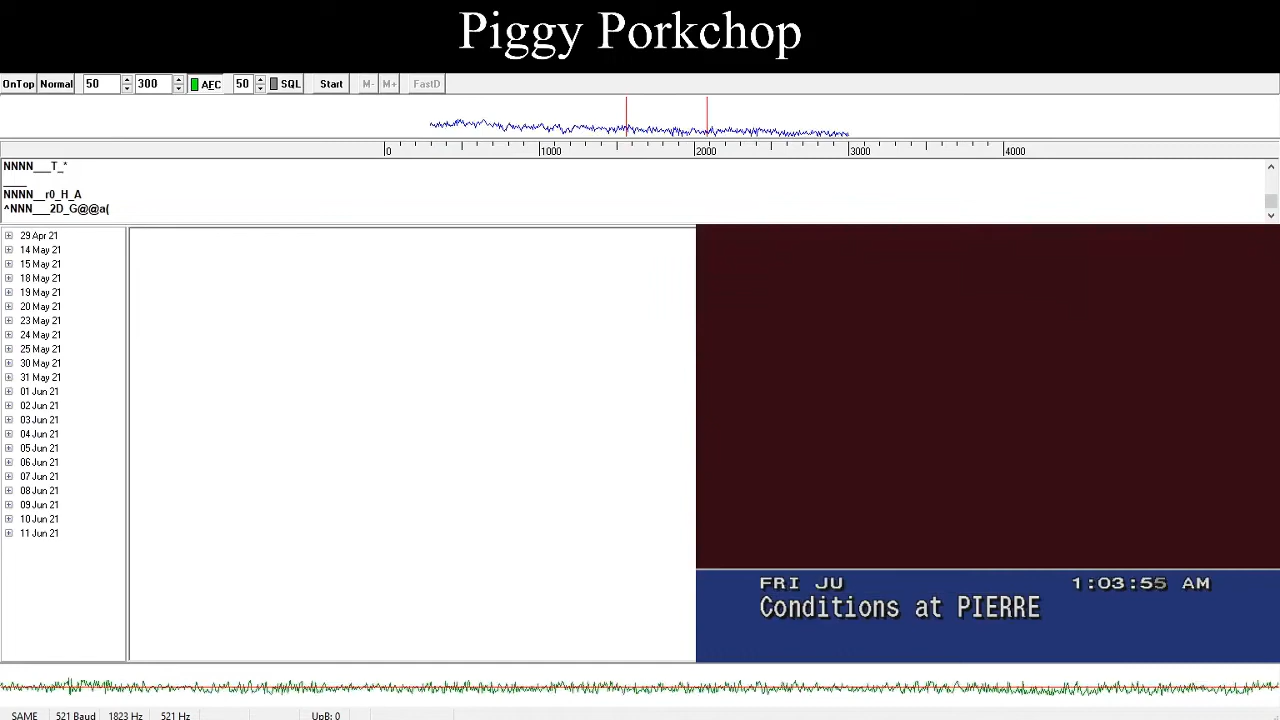 Piggy Porkchop
OnTop Normal 50 300 AFC 50 SQL Start M- M+ FastD
0 1000 2000 3000 4000
NNNN___T_*
____
NNNN__r0_H_A
^NNN___2D_G@@a(
29 Apr 21
14 May 21
15 May 21
18 May 21
19 May 21
20 May 21
23 May 21
24 May 21
25 May 21
30 May 21
31 May 21
01 Jun 21
02 Jun 21
03 Jun 21
04 Jun 21
05 Jun 21
06 Jun 21
07 Jun 21
08 Jun 21
09 Jun 21
10 Jun 21
11 Jun 21
FRI JU 1:03:55 AM
Conditions at PIERRE
SAME 521 Baud 1823 Hz 521 Hz UpB: 0